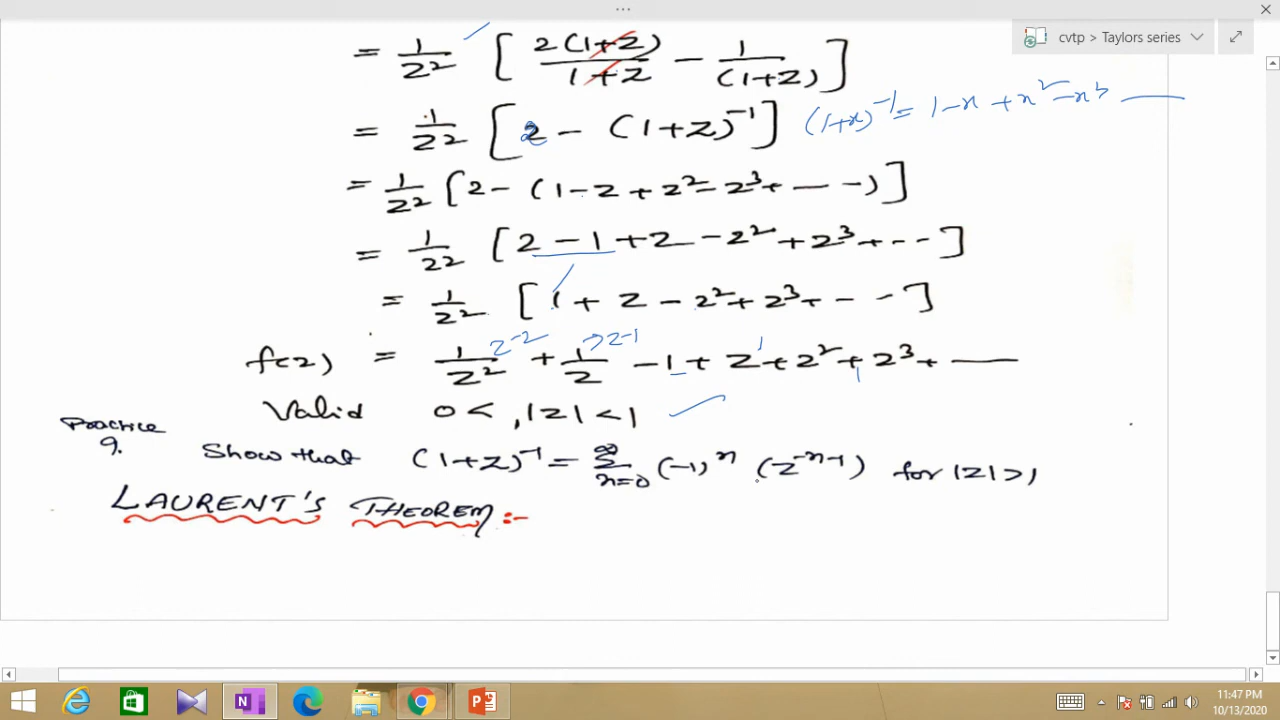 cvtp > Taylors series
= 1/z² [ 2(1+z)/(1+z) − 1/(1+z) ]
= 1/z² [ 2 − (1+z)⁻¹ ] (1+x)⁻¹ = 1−x+x²−x³ ——
= 1/z² [ 2 − (1−z+z²−z³+ – – –) ]
= 1/z² [ 2−1+z−z²+z³+ – – ]
= 1/z² [ 1+z−z²+z³+ – – ]
z⁻² → z⁻¹
f(z) = 1/z² + 1/z − 1 + z + z² + z³ + ——
Valid 0 < , |z| < 1
Practice
9. Show that (1+z)⁻¹ = ∑ₙ₌₀^∞ (−1)ⁿ (z⁻ⁿ⁻¹) for |z| > 1
LAURENT'S THEOREM :-
11:47 PM
10/13/2020